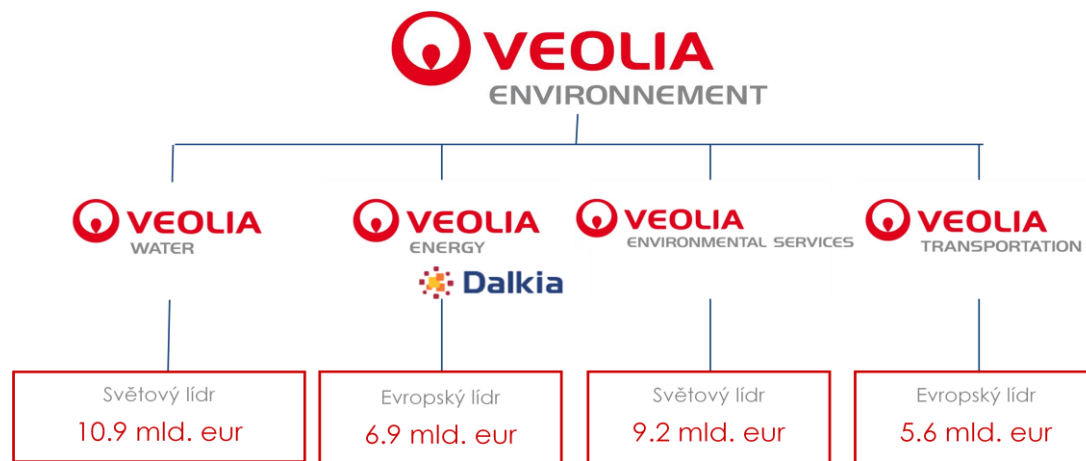 VEOLIA
ENVIRONNEMENT
VEOLIA
WATER
VEOLIA
ENERGY
Dalkia
VEOLIA
ENVIRONMENTAL SERVICES
VEOLIA
TRANSPORTATION
Světový lídr
10.9 mld. eur
Evropský lídr
6.9 mld. eur
Světový lídr
9.2 mld. eur
Evropský lídr
5.6 mld. eur